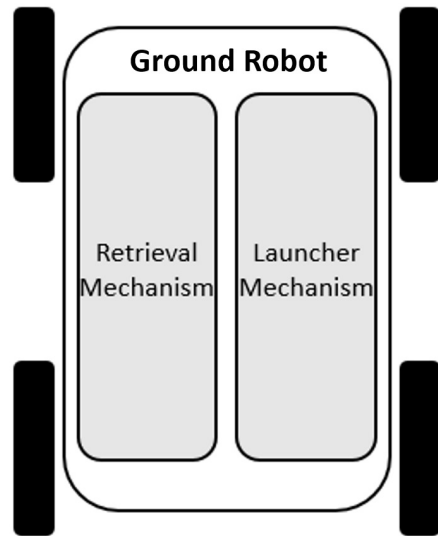 Ground Robot
Retrieval
Mechanism
Launcher
Mechanism